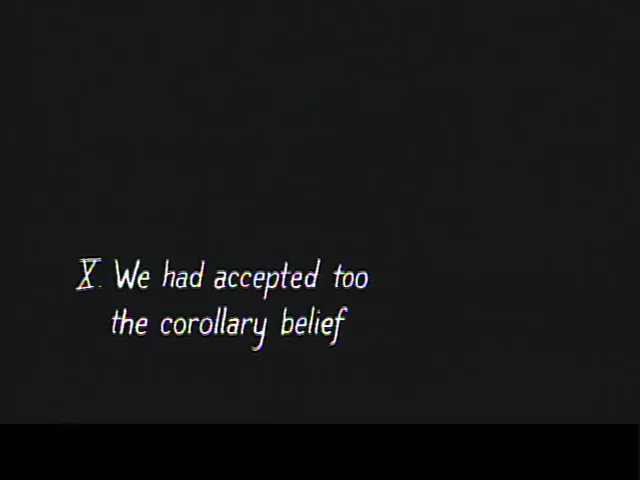 X. We had accepted too
the corollary belief